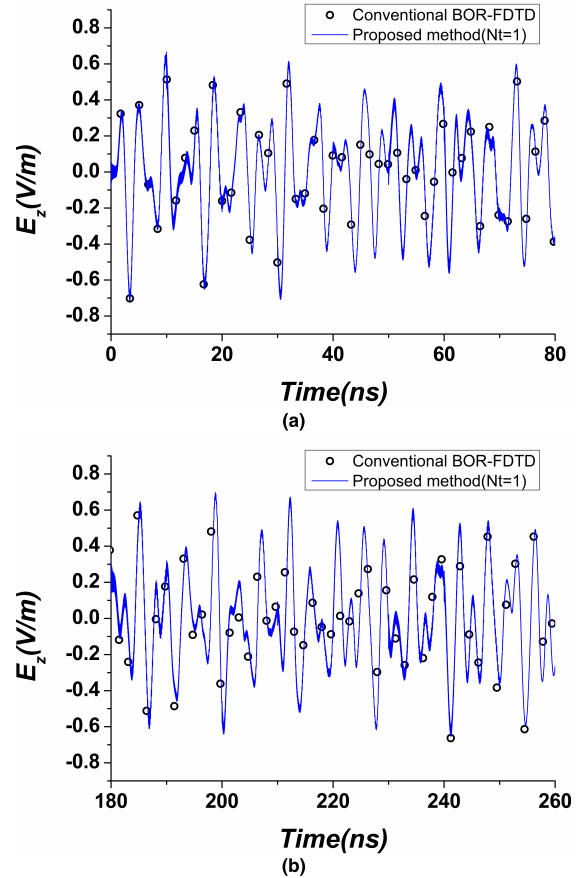 Conventional BOR-FDTD
Proposed method(Nt=1)
0.8
0.6
0.4
0.2
0.0
-0.2
-0.4
-0.6
-0.8
E_z(V/m)
0 20 40 60 80
Time(ns)
(a)
Conventional BOR-FDTD
Proposed method(Nt=1)
0.8
0.6
0.4
0.2
0.0
-0.2
-0.4
-0.6
-0.8
E_z(V/m)
180 200 220 240 260
Time(ns)
(b)